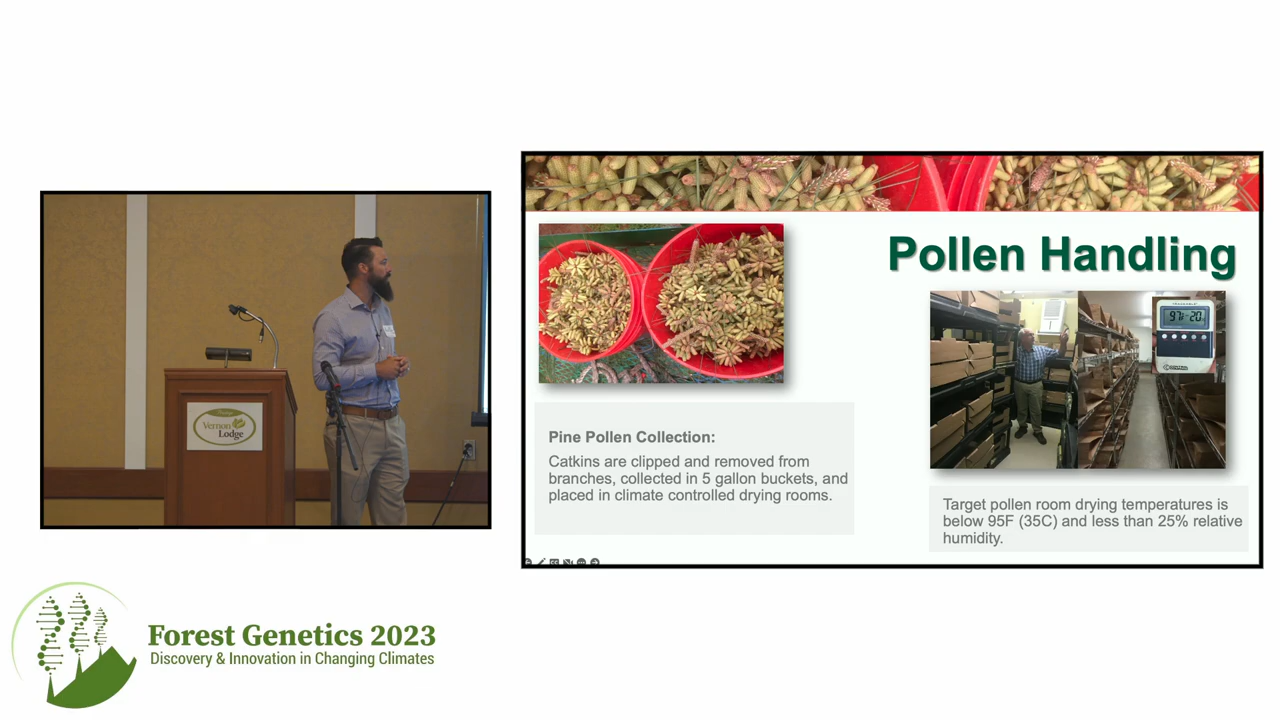 Pollen Handling
Pine Pollen Collection:
Catkins are clipped and removed from
branches, collected in 5 gallon buckets, and
placed in climate controlled drying rooms.
Target pollen room drying temperatures is
below 95F (35C) and less than 25% relative
humidity.
Vernon
Lodge
Forest Genetics 2023
Discovery & Innovation in Changing Climates